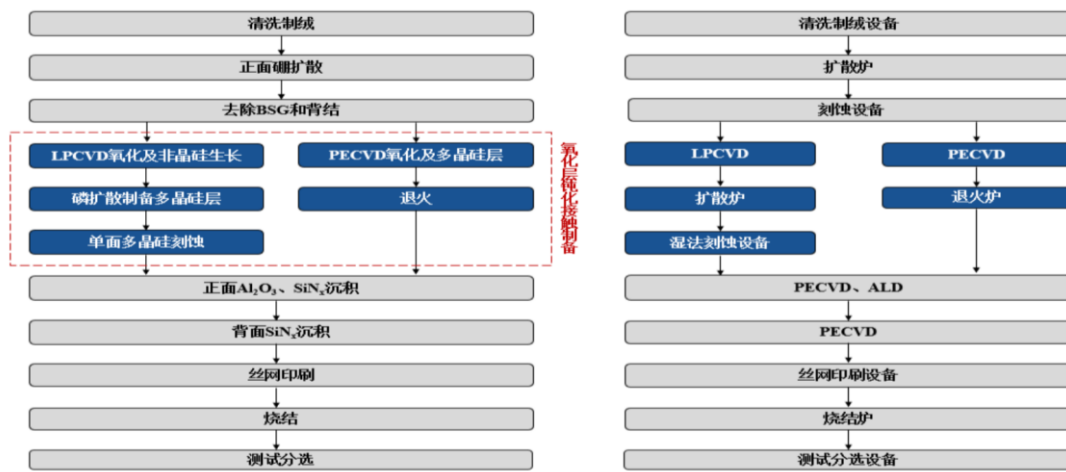 清洗制绒
正面硼扩散
去除BSG和背结
LPCVD氧化及非晶硅生长
PECVD氧化及多晶硅层
磷扩散制备多晶硅层
退火
单面多晶硅刻蚀
氧化层钝化接触制备
正面Al₂O₃、SiNₓ沉积
背面SiNₓ沉积
丝网印刷
烧结
测试分选
清洗制绒设备
扩散炉
刻蚀设备
LPCVD
PECVD
扩散炉
退火炉
湿法刻蚀设备
PECVD、ALD
PECVD
丝网印刷设备
烧结炉
测试分选设备